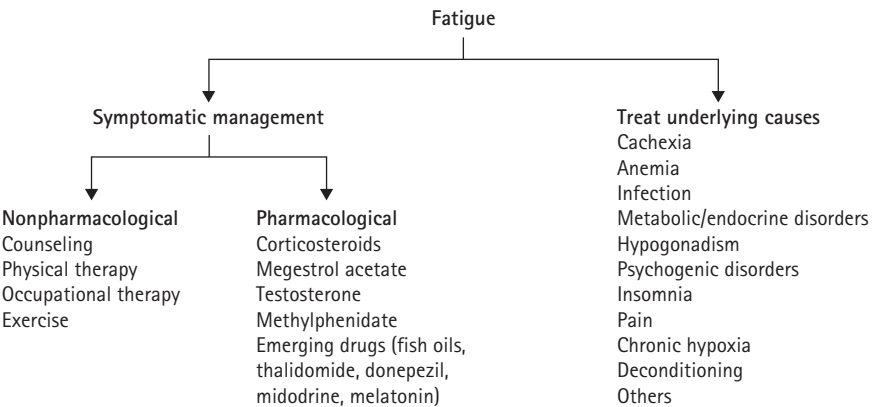 Fatigue
Symptomatic management
Nonpharmacological
Counseling
Physical therapy
Occupational therapy
Exercise
Pharmacological
Corticosteroids
Megestrol acetate
Testosterone
Methylphenidate
Emerging drugs (fish oils,
thalidomide, donepezil,
midodrine, melatonin)
Treat underlying causes
Cachexia
Anemia
Infection
Metabolic/endocrine disorders
Hypogonadism
Psychogenic disorders
Insomnia
Pain
Chronic hypoxia
Deconditioning
Others